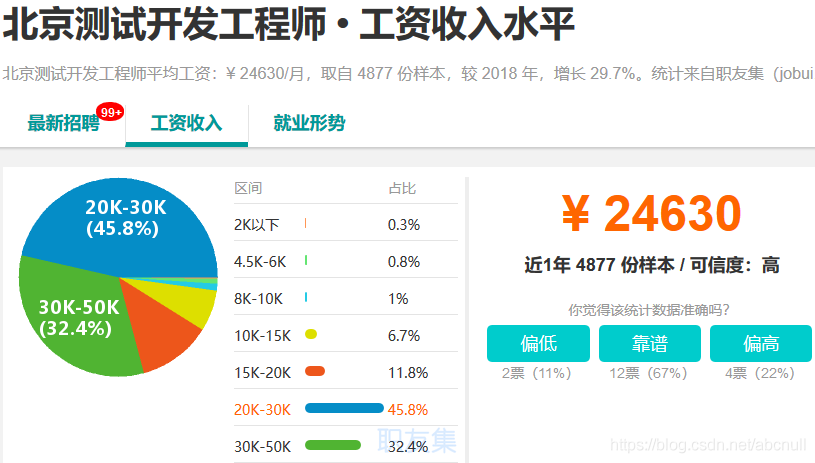 北京测试开发工程师 • 工资收入水平
北京测试开发工程师平均工资：¥ 24630/月，取自 4877 份样本，较 2018 年，增长 29.7%。统计来自职友集（jobui
最新招聘 99+ 工资收入 就业形势
20K-30K
(45.8%)
30K-50K
(32.4%)
区间 占比
2K以下 0.3%
4.5K-6K 0.8%
8K-10K 1%
10K-15K 6.7%
15K-20K 11.8%
20K-30K 45.8%
30K-50K 32.4%
职友集
¥ 24630
近1年 4877 份样本 / 可信度：高
你觉得该统计数据准确吗？
偏低 靠谱 偏高
2票（11%） 12票（67%） 4票（22%）
https://blog.csdn.net/abcnull